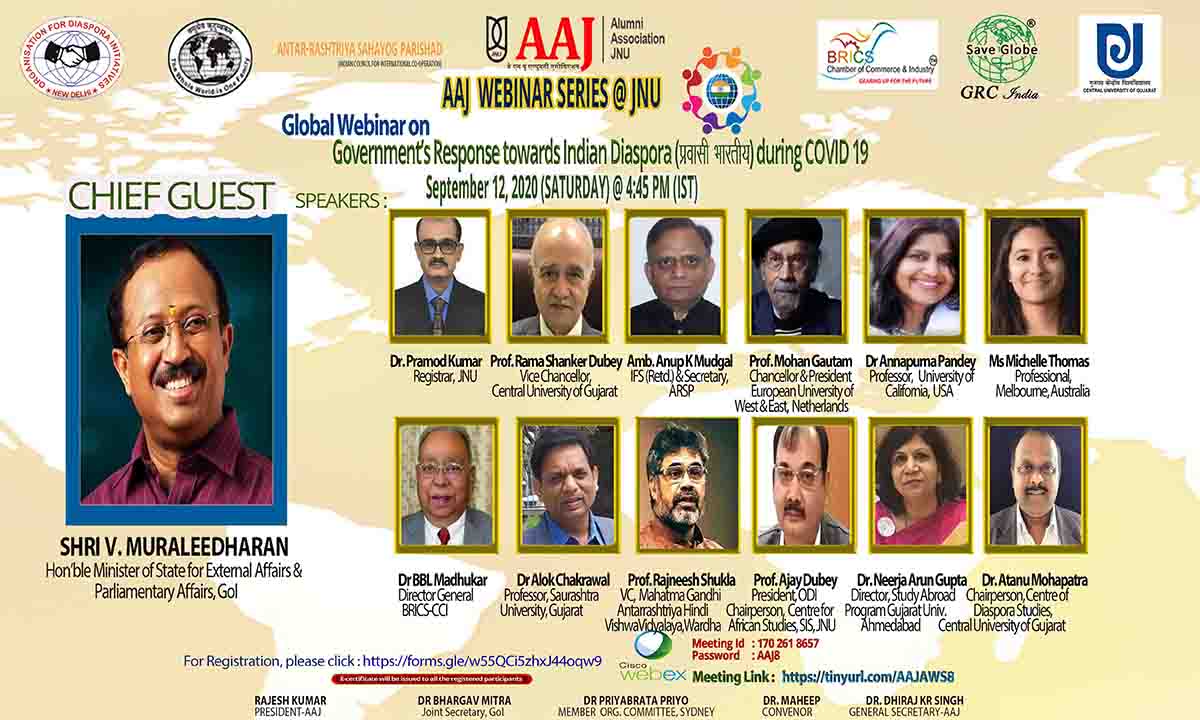 ORGANISATION FOR DIASPORA INITIATIVES
NEW DELHI
वसुधैव कुटुम्बकम्
The Whole World is One Family
ANTAR-RASHTRIYA SAHAYOG PARISHAD
(INDIAN COUNCIL FOR INTERNATIONAL CO-OPERATION)
JNU
AAJ
Alumni
Association
JNU
BRICS
Chamber of Commerce & Industry
GEARING UP FOR THE FUTURE
Save Globe
GRC India
गुजरात केन्द्रीय विश्वविद्यालय
CENTRAL UNIVERSITY OF GUJARAT
AAJ WEBINAR SERIES @ JNU
Global Webinar on
Government's Response towards Indian Diaspora (प्रवासी भारतीय) during COVID 19
September 12, 2020 (SATURDAY) @ 4:45 PM (IST)
CHIEF GUEST
SPEAKERS :
SHRI V. MURALEEDHARAN
Hon'ble Minister of State for External Affairs &
Parliamentary Affairs, GoI
Dr. Pramod Kumar
Registrar, JNU
Prof. Rama Shanker Dubey
Vice Chancellor,
Central University of Gujarat
Amb. Anup K Mudgal
IFS (Retd.) & Secretary,
ARSP
Prof. Mohan Gautam
Chancellor & President
European University of
West & East, Netherlands
Dr Annapurna Pandey
Professor, University of
California, USA
Ms Michelle Thomas
Professional,
Melbourne, Australia
Dr BBL Madhukar
Director General
BRICS-CCI
Dr Alok Chakrawal
Professor, Saurashtra
University, Gujarat
Prof. Rajneesh Shukla
VC, Mahatma Gandhi
Antarrashtriya Hindi
VishwaVidyalaya, Wardha
Prof. Ajay Dubey
President, ODI
Chairperson, Centre for
African Studies, SIS, JNU
Dr. Neerja Arun Gupta
Director, Study Abroad
Program Gujarat Univ.
Ahmedabad
Dr. Atanu Mohapatra
Chairperson, Centre of
Diaspora Studies,
Central University of Gujarat
For Registration, please click : https://forms.gle/w55QCi5zhxJ44oqw9
E-certificate will be issued to all the registered participants
Cisco
webex
Meeting Id : 170 261 8657
Password : AAJ8
Meeting Link : https://tinyurl.com/AAJAWS8
RAJESH KUMAR
PRESIDENT-AAJ
DR BHARGAV MITRA
Joint Secretary, GoI
DR PRIYABRATA PRIYO
MEMBER ORG. COMMITTEE, SYDNEY
DR. MAHEEP
CONVENOR
DR. DHIRAJ KR SINGH
GENERAL SECRETARY-AAJ